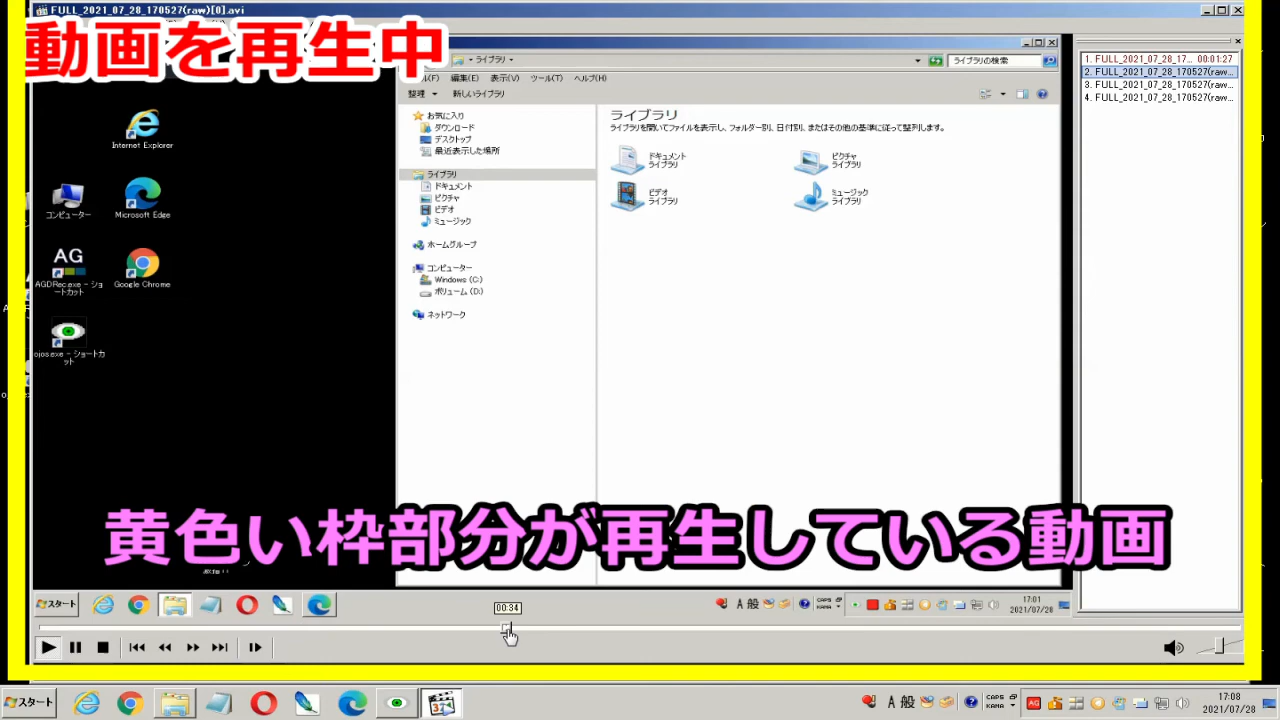 FULL_2021_07_28_170527(raw)[0].avi
動画を再生中
ライブラリ
ライブラリの検索
(F) 編集(E) 表示(V) ツール(T) ヘルプ(H)
整理 新しいライブラリ
Internet Explorer
コンピューター
Microsoft Edge
AG
AGDRec.exe - ショートカット
Google Chrome
ojos.exe - ショートカット
お気に入り
ダウンロード
デスクトップ
最近表示した場所
ライブラリ
ドキュメント
ピクチャ
ビデオ
ミュージック
ホームグループ
コンピューター
Windows (C:)
ボリューム (D:)
ネットワーク
ライブラリ
ライブラリを開いてファイルを表示し、フォルダー別、日付別、またはその他の基準に従って整列します。
ドキュメント
ライブラリ
ピクチャ
ライブラリ
ビデオ
ライブラリ
ミュージック
ライブラリ
1. FULL_2021_07_28_17... 00:01:27
2. FULL_2021_07_28_170527(raw...
3. FULL_2021_07_28_170527(raw...
4. FULL_2021_07_28_170527(raw...
黄色い枠部分が再生している動画
スタート
A 般
CAPS
KANA
17:01
2021/07/28
00:34
スタート
321
A 般
CAPS
KANA
AG
17:08
2021/07/28